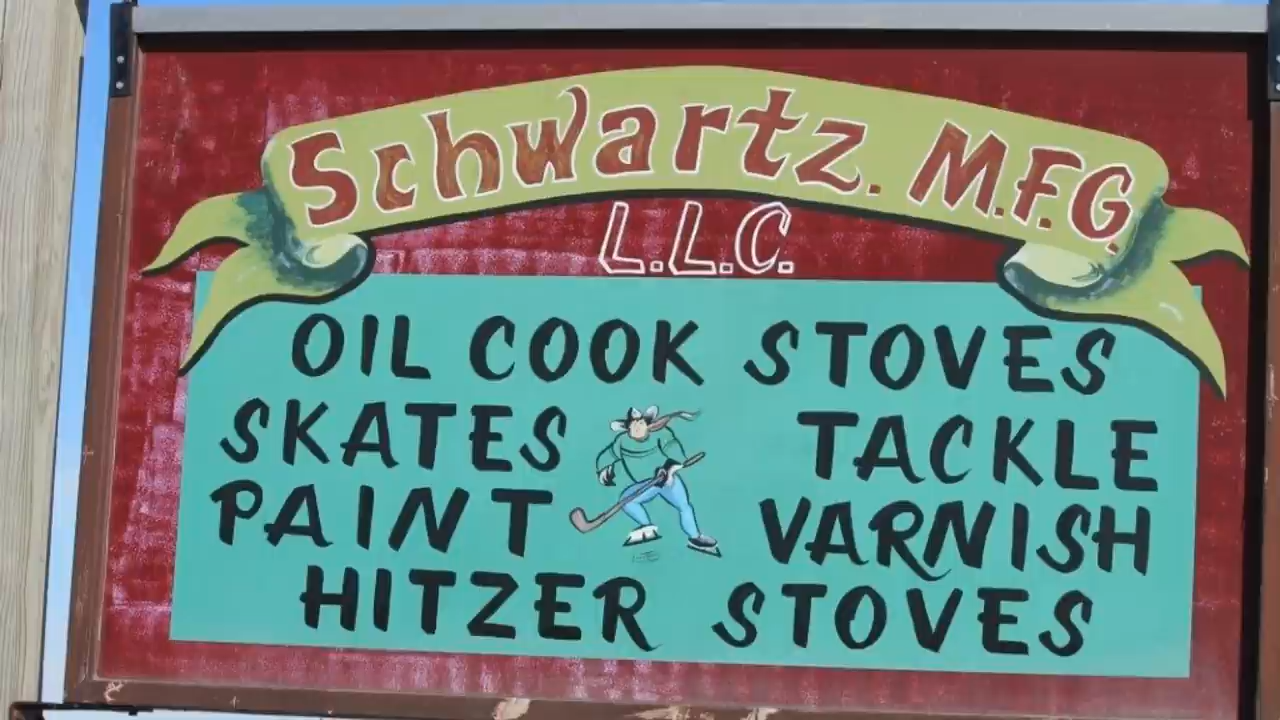 Schwartz. M.F.G.
L.L.C.
OIL COOK STOVES
SKATES TACKLE
PAINT VARNISH
HITZER STOVES